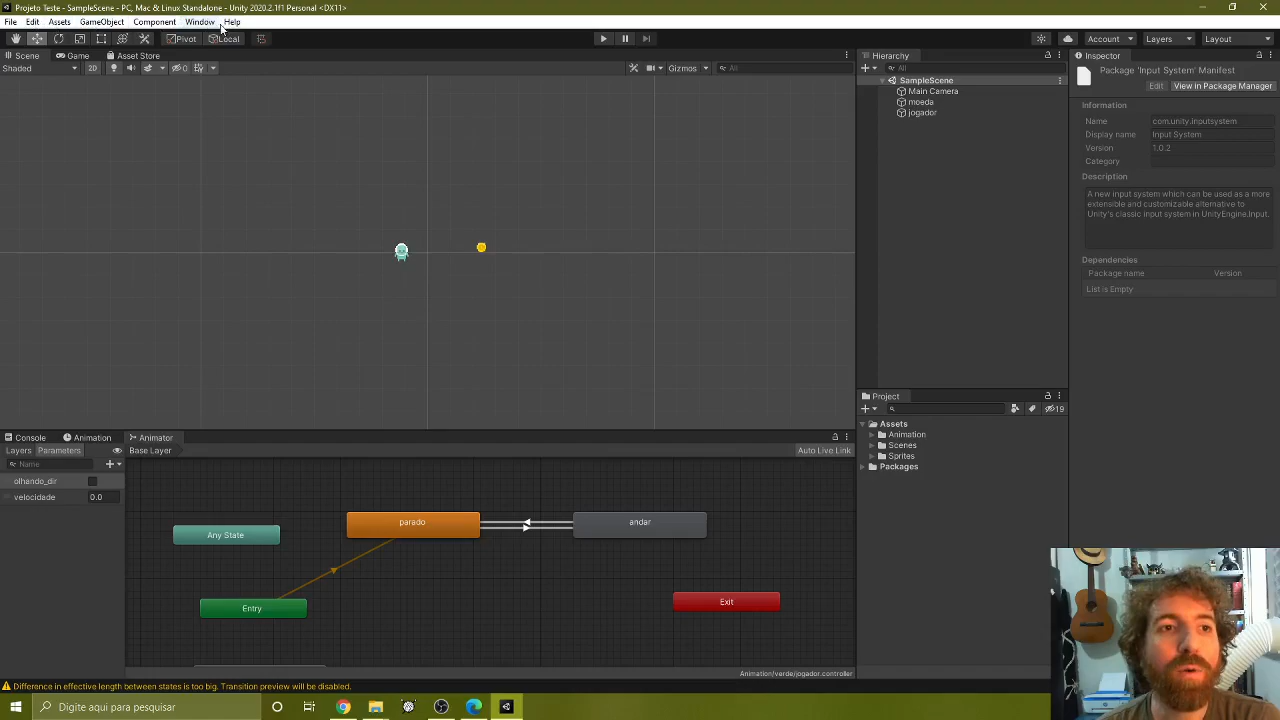 Projeto Teste - SampleScene - PC, Mac & Linux Standalone - Unity 2020.2.1f1 Personal <DX11>
File Edit Assets GameObject Component Window Help
Pivot Local Account Layers Layout
Scene Game Asset Store
Shaded 2D 0 Gizmos All
Hierarchy
All
SampleScene
Main Camera
moeda
jogador
Inspector
Package 'Input System' Manifest
Edit View in Package Manager
Information
Name com.unity.inputsystem
Display name Input System
Version 1.0.2
Category
Description
A new input system which can be used as a more
extensible and customizable alternative to
Unity's classic input system in UnityEngine.Input.
Dependencies
Package name Version
List is Empty
Project
19
Assets
Animation
Scenes
Sprites
Packages
Console Animation Animator
Layers Parameters Base Layer Auto Live Link
Name
olhando_dir
velocidade 0.0
parado
andar
Any State
Entry
Exit
Animation/verde/jogador.controller
Difference in effective length between states is too big. Transition preview will be disabled.
Digite aqui para pesquisar